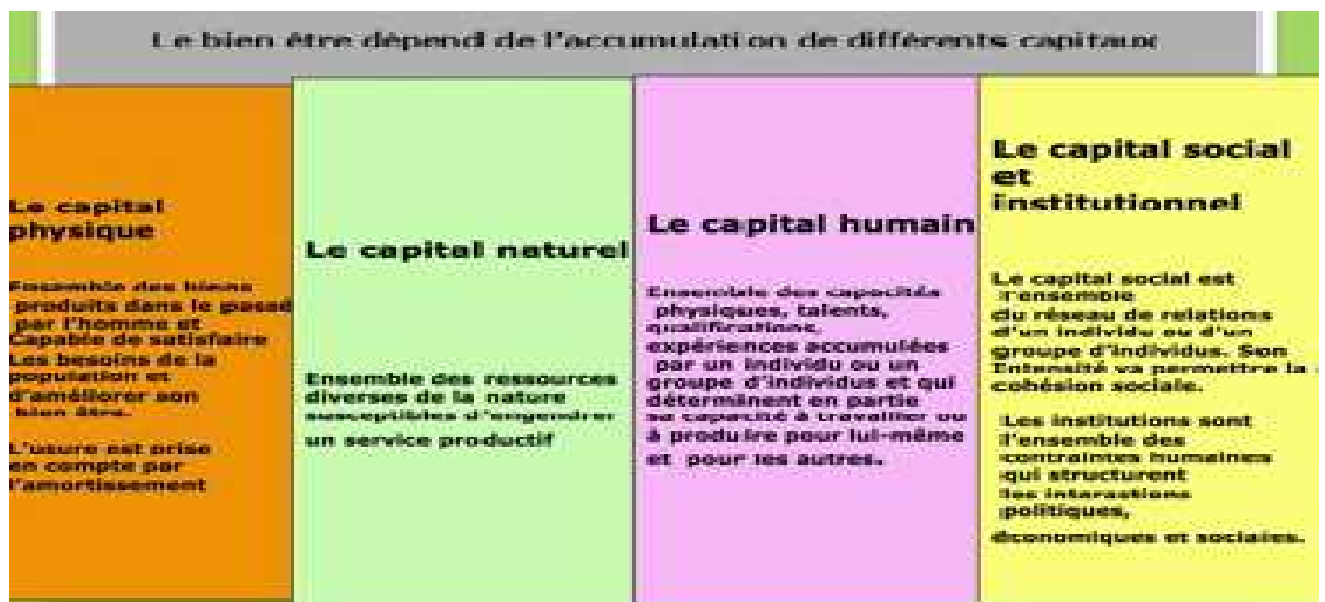 Le bien être dépend de l'accumulation de différents capitaux
Le capital
physique
Ensemble des biens
produits dans le passé
par l'homme et
Capable de satisfaire
Les besoins de la
population et
d'améliorer son
bien être.
L'usure est prise
en compte par
l'amortissement
Le capital naturel
Ensemble des ressources
diverses de la nature
susceptibles d'engendrer
un service productif
Le capital humain
Ensemble des capacités
physiques, talents,
qualifications,
expériences accumulées
par un individu ou un
groupe d'individus et qui
déterminent en partie
sa capacité à travailler ou
à produire pour lui-même
et pour les autres.
Le capital social
et
institutionnel
Le capital social est
l'ensemble
du réseau de relations
d'un individu ou d'un
groupe d'individus. Son
Intensité va permettre la
cohésion sociale.
Les institutions sont
l'ensemble des
contraintes humaines
qui structurent
les interactions
politiques,
économiques et sociales.